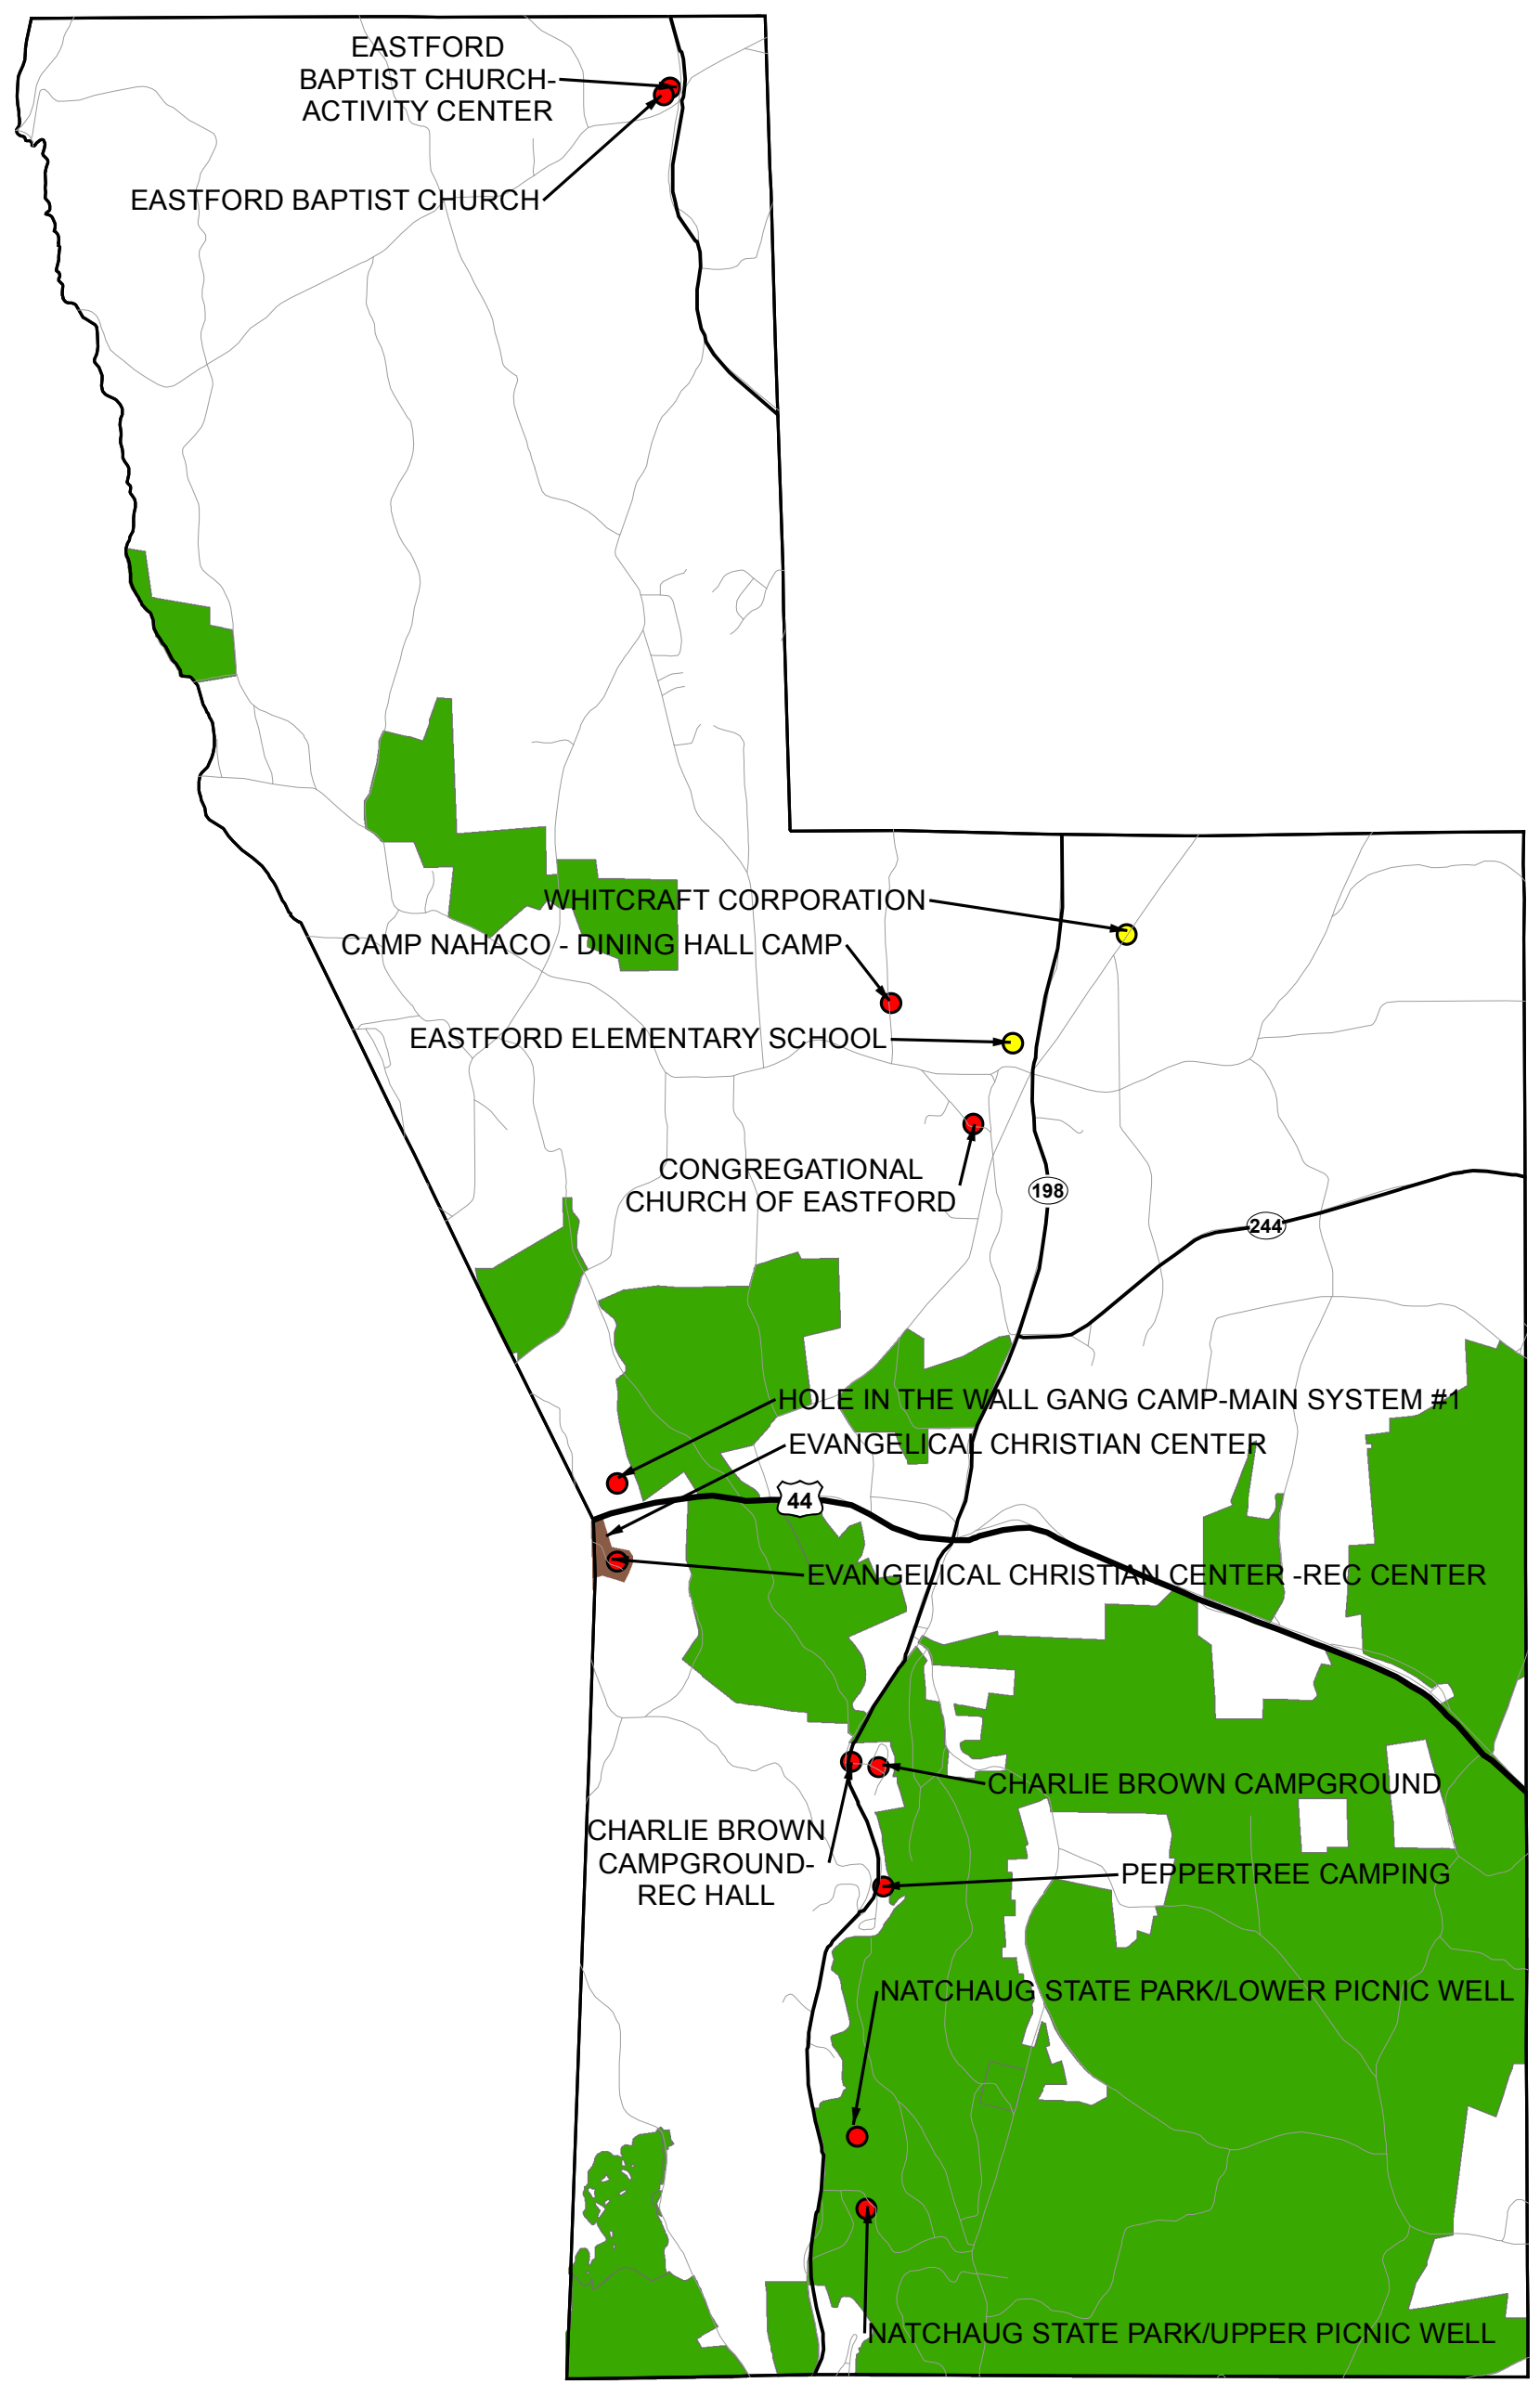 EASTFORD
BAPTIST CHURCH-
ACTIVITY CENTER
EASTFORD BAPTIST CHURCH
WHITCRAFT CORPORATION
CAMP NAHACO - DINING HALL CAMP
EASTFORD ELEMENTARY SCHOOL
CONGREGATIONAL
CHURCH OF EASTFORD
198
244
HOLE IN THE WALL GANG CAMP-MAIN SYSTEM #1
EVANGELICAL CHRISTIAN CENTER
44
EVANGELICAL CHRISTIAN CENTER -REC CENTER
CHARLIE BROWN CAMPGROUND
CHARLIE BROWN
CAMPGROUND-
REC HALL
PEPPERTREE CAMPING
NATCHAUG STATE PARK/LOWER PICNIC WELL
NATCHAUG STATE PARK/UPPER PICNIC WELL